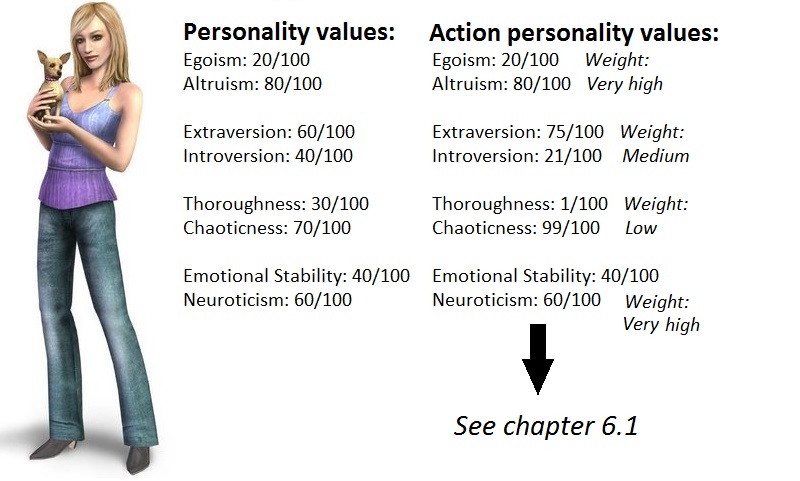 Personality values:
Egoism: 20/100
Altruism: 80/100
Extraversion: 60/100
Introversion: 40/100
Thoroughness: 30/100
Chaoticness: 70/100
Emotional Stability: 40/100
Neuroticism: 60/100
Action personality values:
Egoism: 20/100 Weight:
Altruism: 80/100 Very high
Extraversion: 75/100 Weight:
Introversion: 21/100 Medium
Thoroughness: 1/100 Weight:
Chaoticness: 99/100 Low
Emotional Stability: 40/100
Neuroticism: 60/100 Weight:
Very high
See chapter 6.1